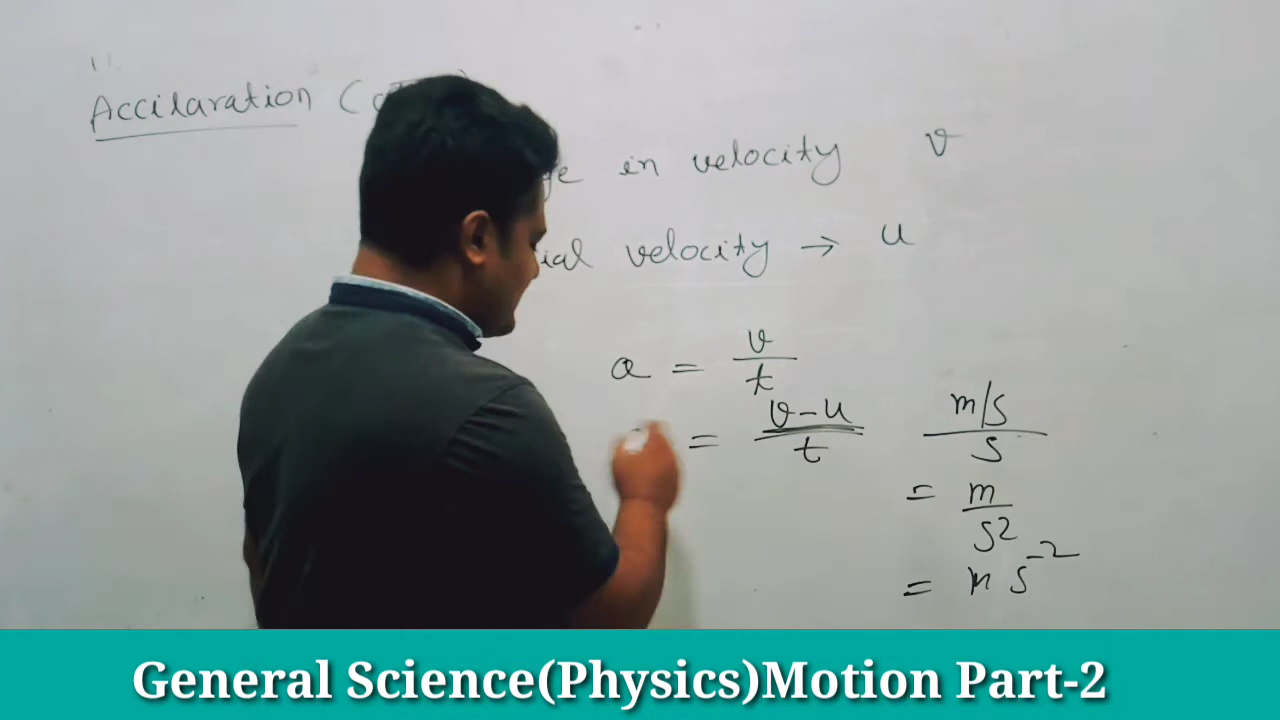 Accilaration (
in velocity v
velocity → u
a = v/t
= v-u/t m/s/s
= m/s²
= m s⁻²
General Science(Physics)Motion Part-2